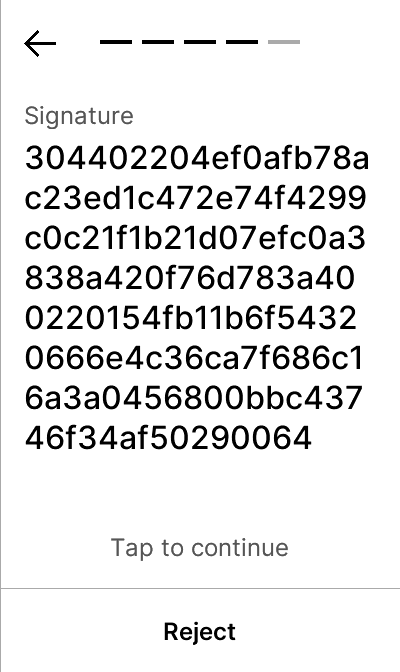 Signature
304402204ef0afb78a
c23ed1c472e74f4299
c0c21f1b21d07efc0a3
838a420f76d783a40
0220154fb11b6f5432
0666e4c36ca7f686c1
6a3a0456800bbc437
46f34af50290064
Tap to continue
Reject